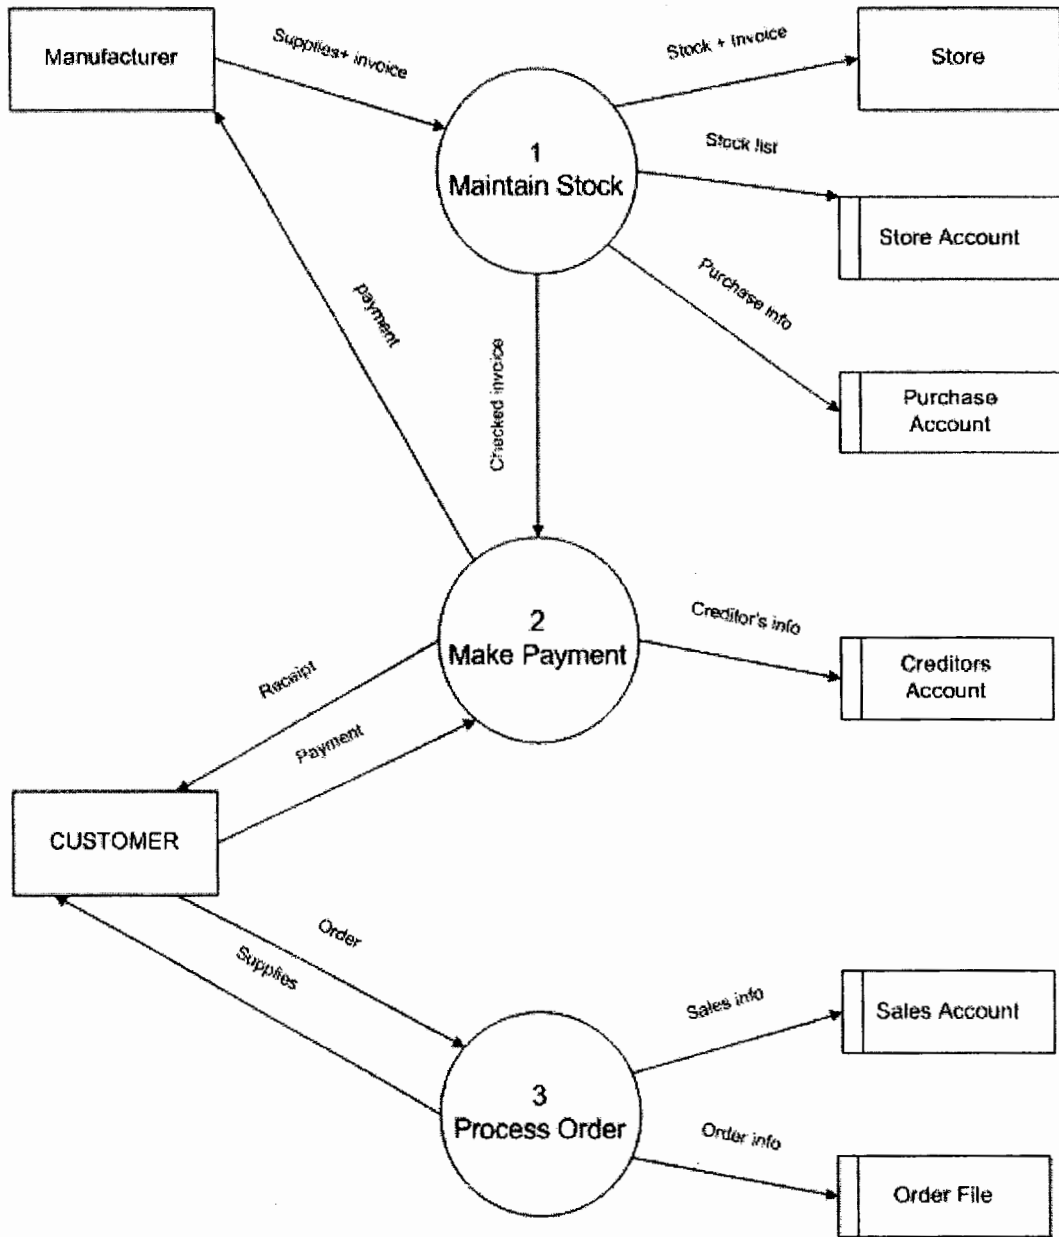 Manufacturer
Supplies+ invoice
Stock + Invoice
Store
1
Maintain Stock
Stock list
Store Account
Purchase info
payment
Checked invoice
Purchase
Account
2
Make Payment
Creditor's info
Creditors
Account
Receipt
Payment
CUSTOMER
Order
Supplies
Sales info
Sales Account
3
Process Order
Order info
Order File